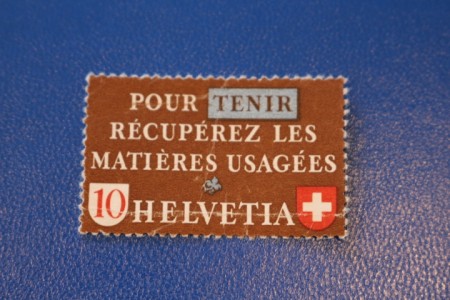 POUR TENIR
RÉCUPÉREZ LES
MATIÈRES USAGÉES
10 HELVETIA